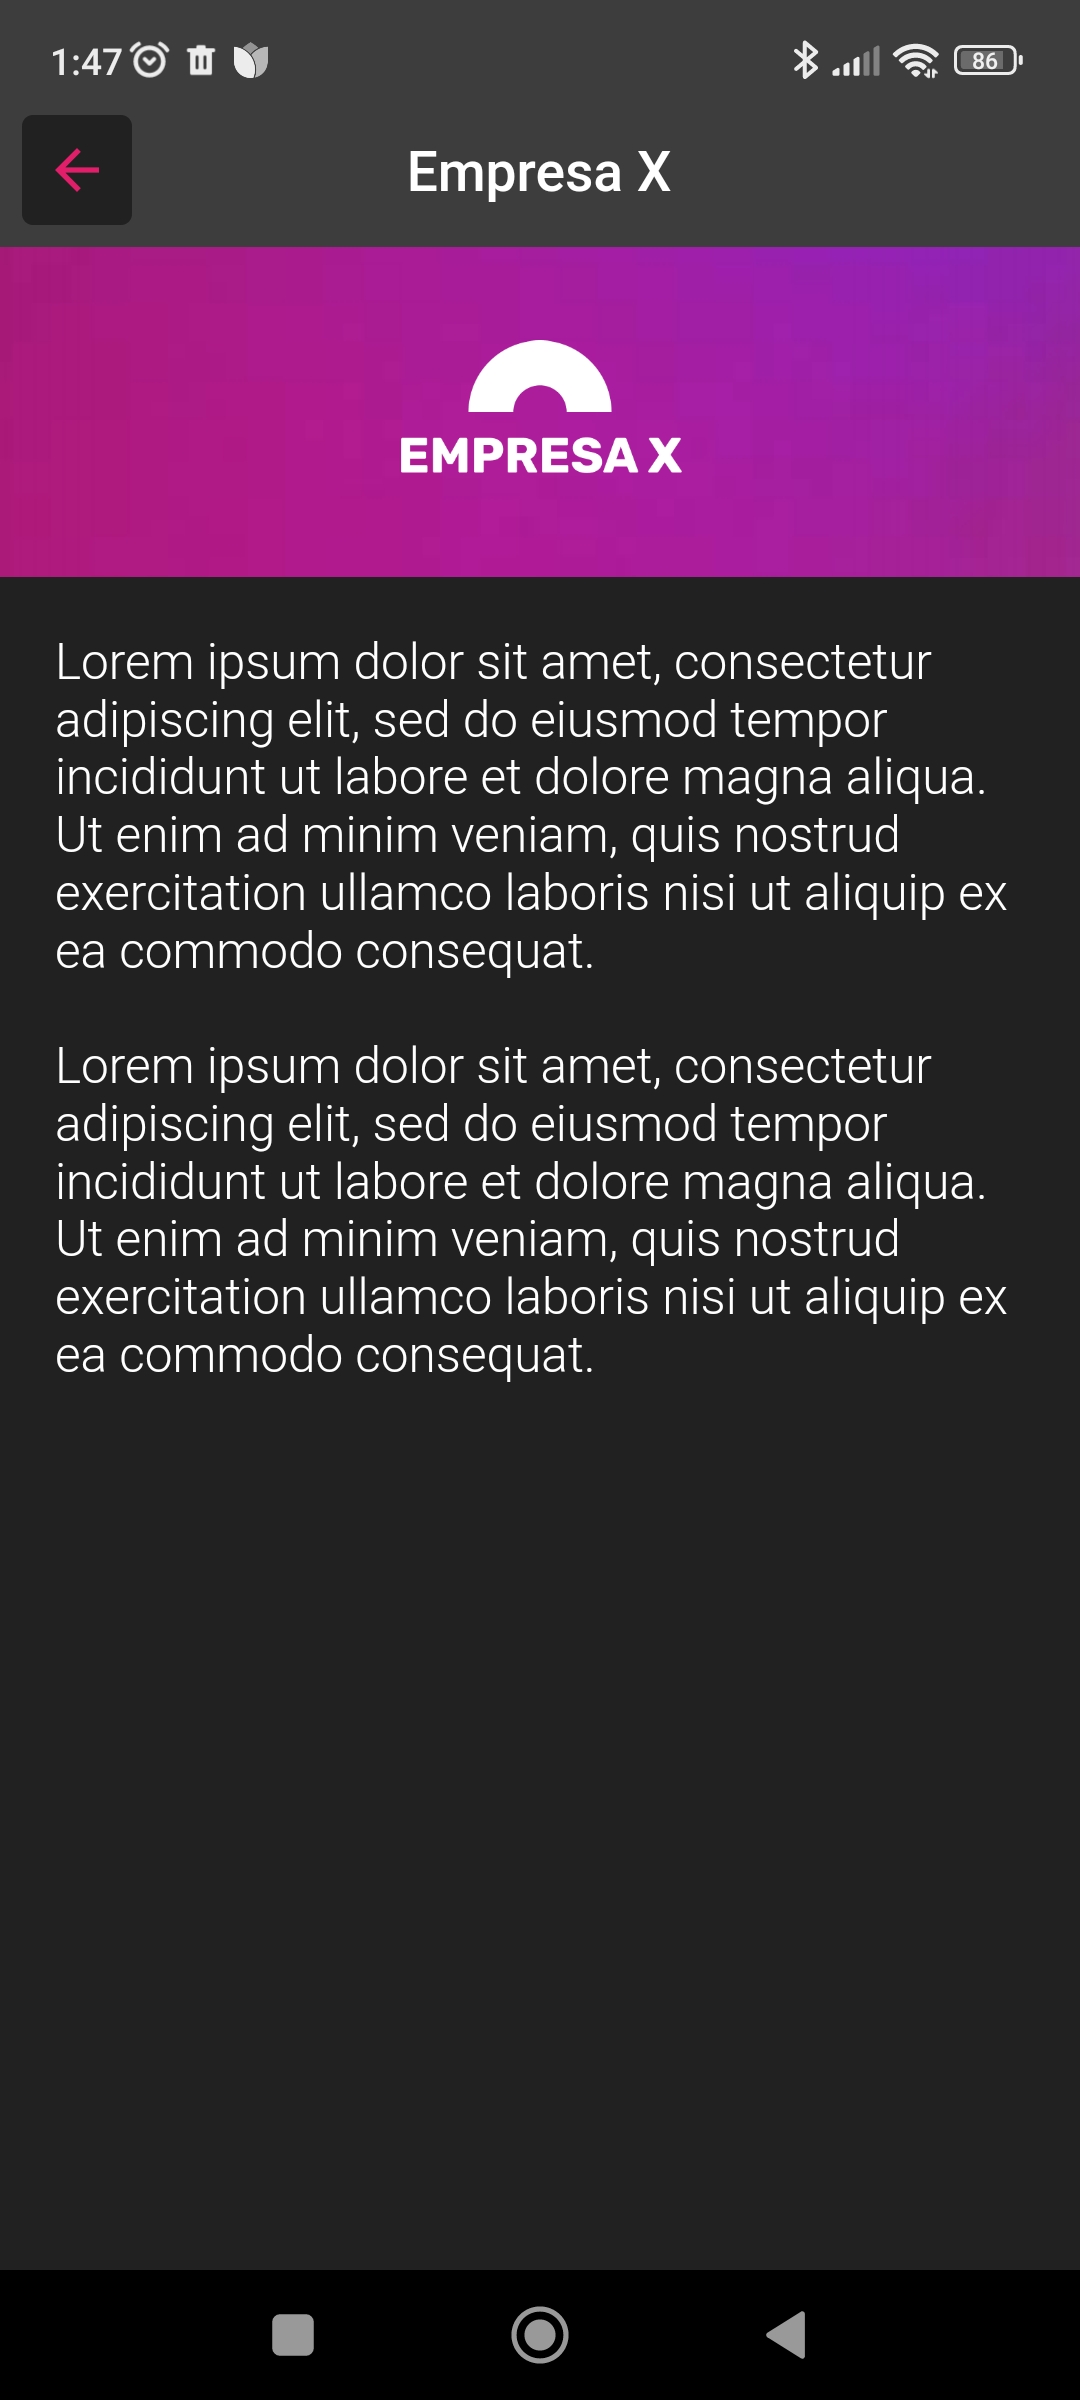 1:47
86
Empresa X
EMPRESA X
Lorem ipsum dolor sit amet, consectetur
adipiscing elit, sed do eiusmod tempor
incididunt ut labore et dolore magna aliqua.
Ut enim ad minim veniam, quis nostrud
exercitation ullamco laboris nisi ut aliquip ex
ea commodo consequat.
Lorem ipsum dolor sit amet, consectetur
adipiscing elit, sed do eiusmod tempor
incididunt ut labore et dolore magna aliqua.
Ut enim ad minim veniam, quis nostrud
exercitation ullamco laboris nisi ut aliquip ex
ea commodo consequat.